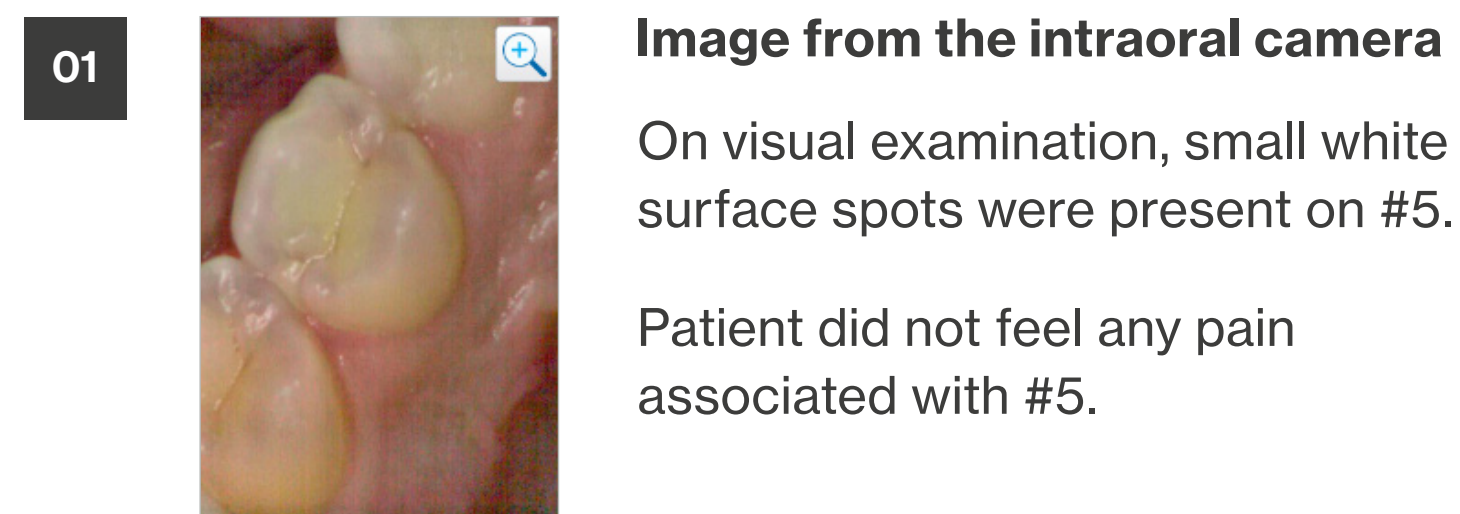 01
Image from the intraoral camera
On visual examination, small white
surface spots were present on #5.
Patient did not feel any pain
associated with #5.